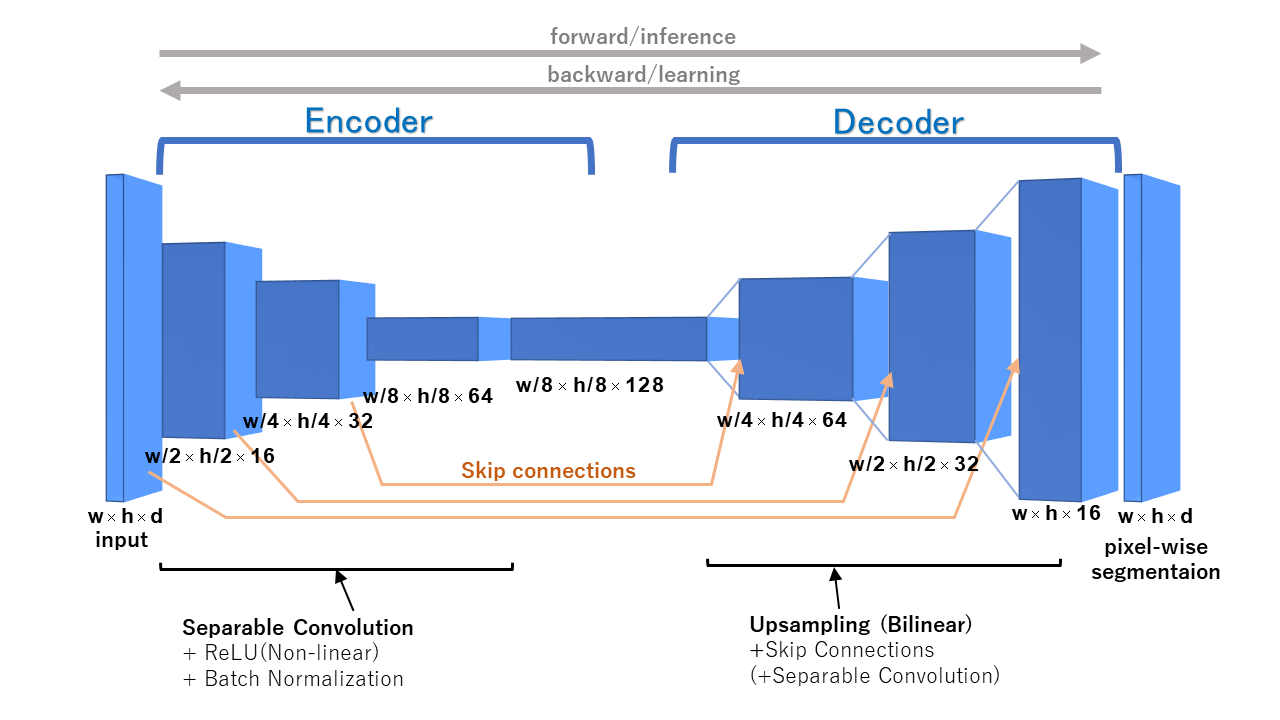 forward/inference
backward/learning
Encoder
Decoder
w/8 × h/8 × 64
w/8 × h/8 × 128
w/4 × h/4 × 32
w/4 × h/4 × 64
w/2 × h/2 × 16
w/2 × h/2 × 32
Skip connections
w × h × d
input
w × h × 16
w × h × d
pixel-wise
segmentaion
Separable Convolution
+ ReLU(Non-linear)
+ Batch Normalization
Upsampling (Bilinear)
+Skip Connections
(+Separable Convolution)